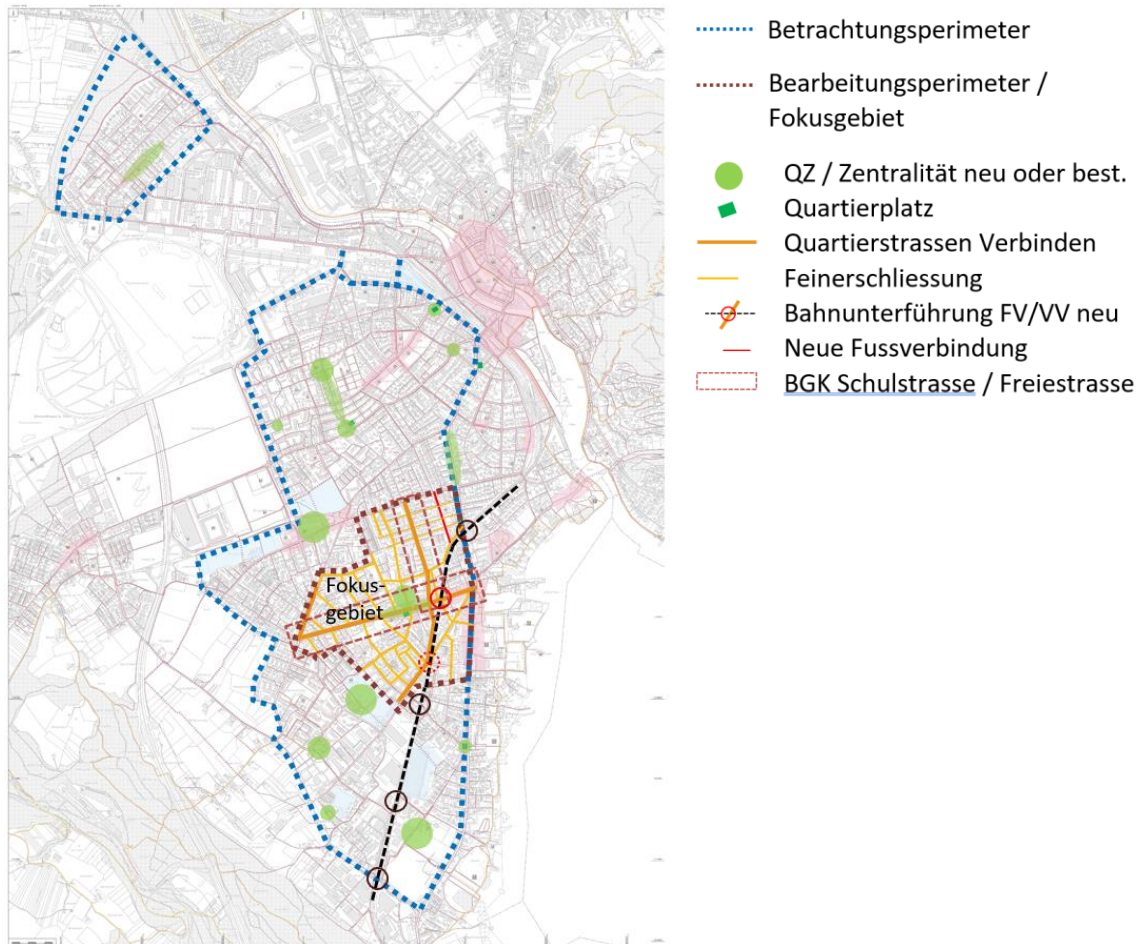 Betrachtungsperimeter
Bearbeitungsperimeter /
Fokusgebiet
QZ / Zentralität neu oder best.
Quartierplatz
Quartierstrassen Verbinden
Feinerschliessung
Bahnunterführung FV/VV neu
Neue Fussverbindung
BGK Schulstrasse / Freiestrasse
Fokus-
gebiet